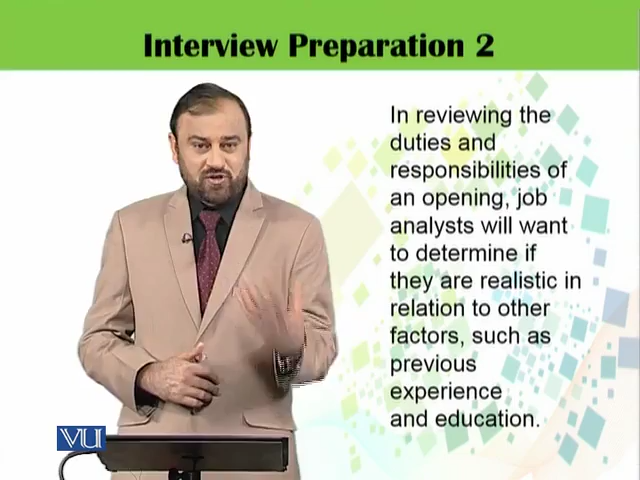 Interview Preparation 2
In reviewing the
duties and
responsibilities of
an opening, job
analysts will want
to determine if
they are realistic in
relation to other
factors, such as
previous
experience
and education.
VU